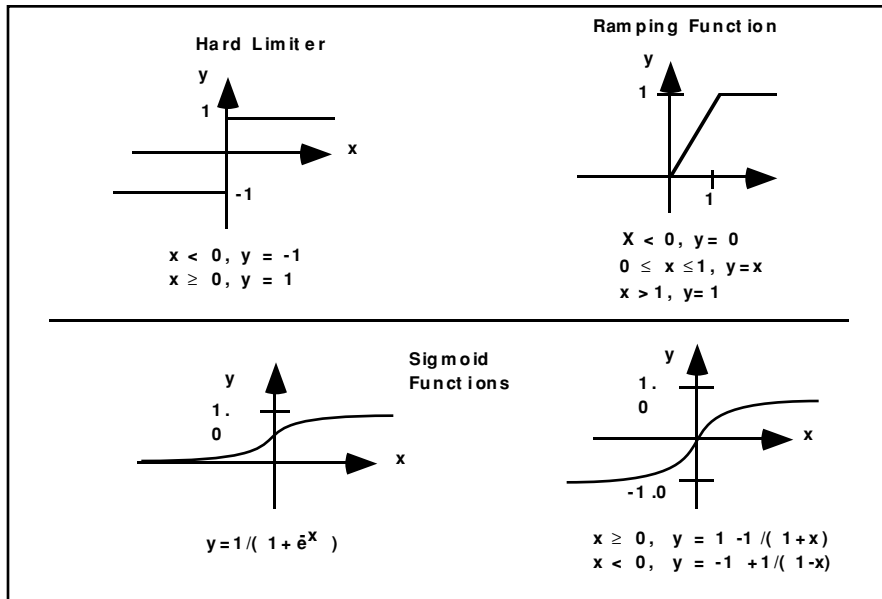 Hard Limiter
y
1
x
-1
x < 0, y = -1
x ≥ 0, y = 1
Ramping Function
1
1
X < 0, y= 0
0 ≤ x ≤1, y=x
x >1, y=1
Sigmoid
Functions
y
1.
0
x
y=1/( 1+ e-x )
y
1.
0
x
-1.0
x ≥ 0, y = 1 -1/( 1+x)
x < 0, y = -1 +1/( 1-x)